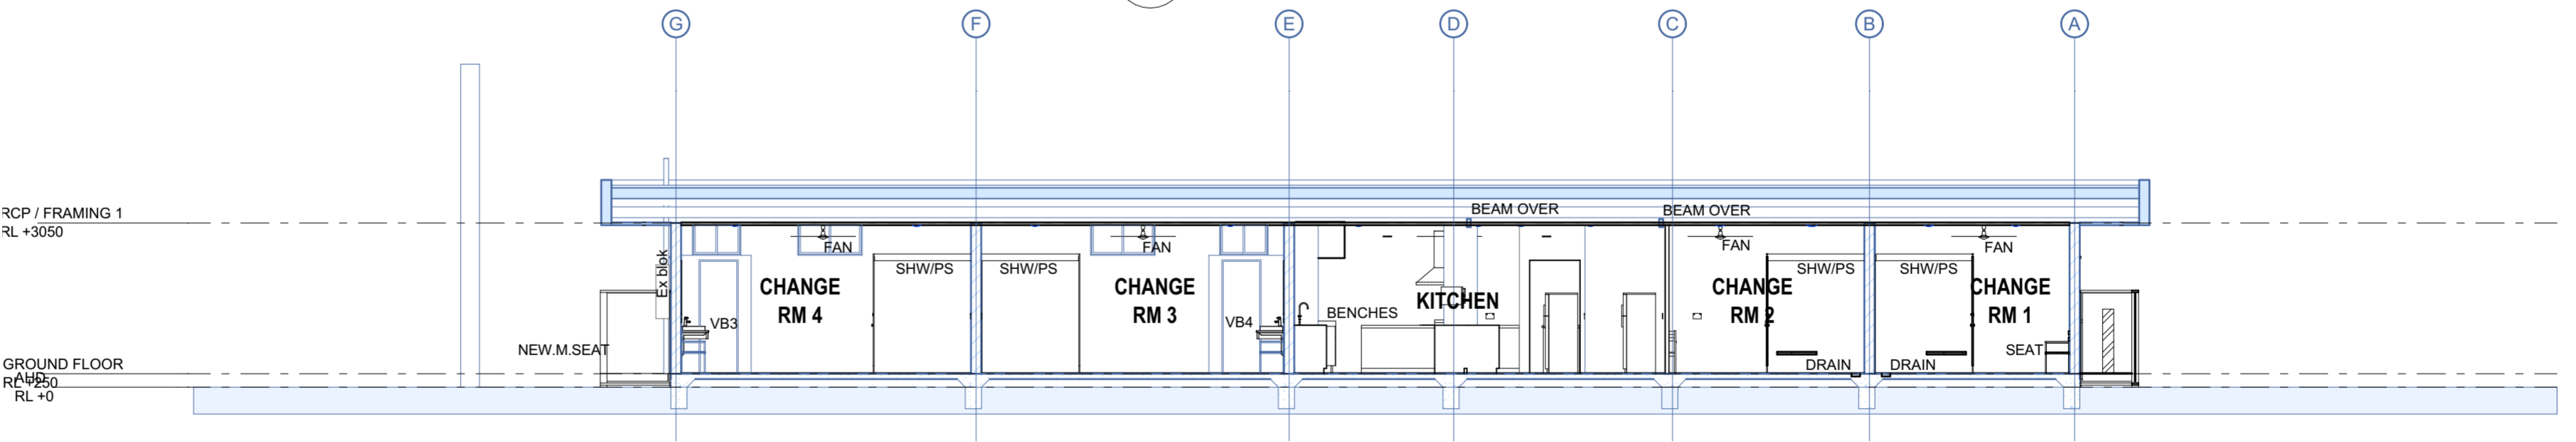 G F E D C B A
RCP / FRAMING 1
RL +3050
BEAM OVER BEAM OVER
FAN FAN FAN FAN
Ex blok
SHW/PS SHW/PS SHW/PS SHW/PS
CHANGE
RM 4
CHANGE
RM 3
KITCHEN
CHANGE
RM 2
CHANGE
RM 1
BENCHES
VB3 VB4
NEW.M.SEAT
SEAT
DRAIN DRAIN
GROUND FLOOR
RL +250
AHD
RL +0